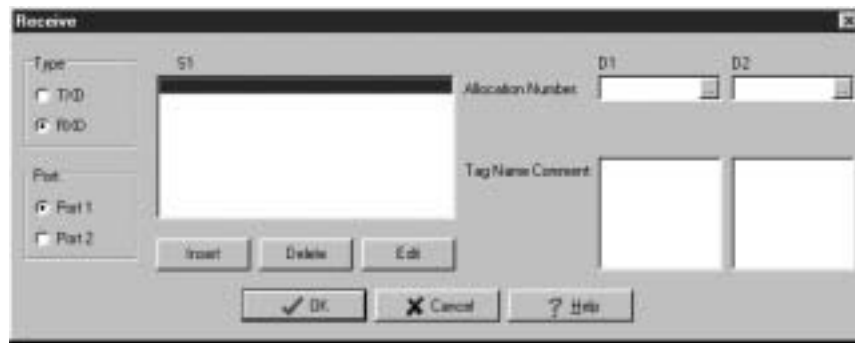 Receive
Type
TXD
RXD
Port
Port 1
Port 2
S1
Insert
Delete
Edit
D1
D2
Allocation Number:
Tag Name Comment:
OK
Cancel
? Help